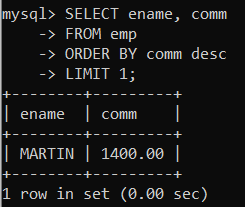 mysql> SELECT ename, comm
    -> FROM emp
    -> ORDER BY comm desc
    -> LIMIT 1;
+--------+---------+
| ename  | comm    |
+--------+---------+
| MARTIN | 1400.00 |
+--------+---------+
1 row in set (0.00 sec)